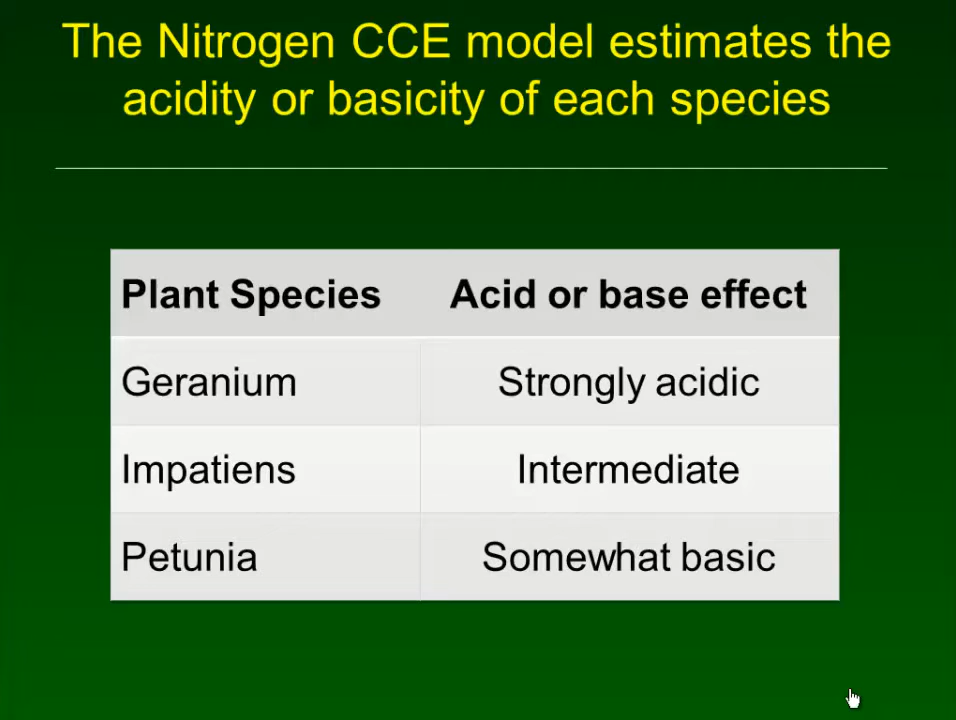 The Nitrogen CCE model estimates the
acidity or basicity of each species
Plant Species Acid or base effect
Geranium Strongly acidic
Impatiens Intermediate
Petunia Somewhat basic